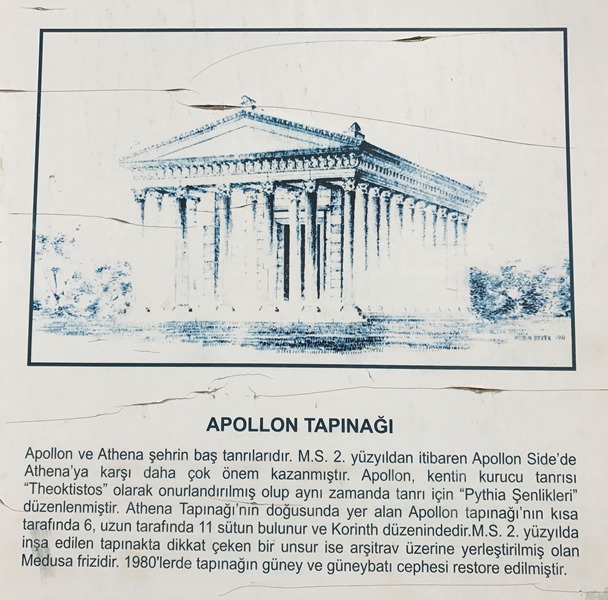 APOLLON TAPINAĞI
Apollon ve Athena şehrin baş tanrılarıdır. M.S. 2. yüzyıldan itibaren Apollon Side’de
Athena’ya karşı daha çok önem kazanmıştır. Apollon, kentin kurucu tanrısı
“Theoktistos” olarak onurlandırılmış olup aynı zamanda tanrı için “Pythia Şenlikleri”
düzenlenmiştir. Athena Tapınağı’nın doğusunda yer alan Apollon tapınağı’nın kısa
tarafında 6, uzun tarafında 11 sütun bulunur ve Korinth düzenindedir.M.S. 2. yüzyılda
inşa edilen tapınakta dikkat çeken bir unsur ise arşitrav üzerine yerleştirilmiş olan
Medusa frizidir. 1980'lerde tapınağın güney ve güneybatı cephesi restore edilmiştir.